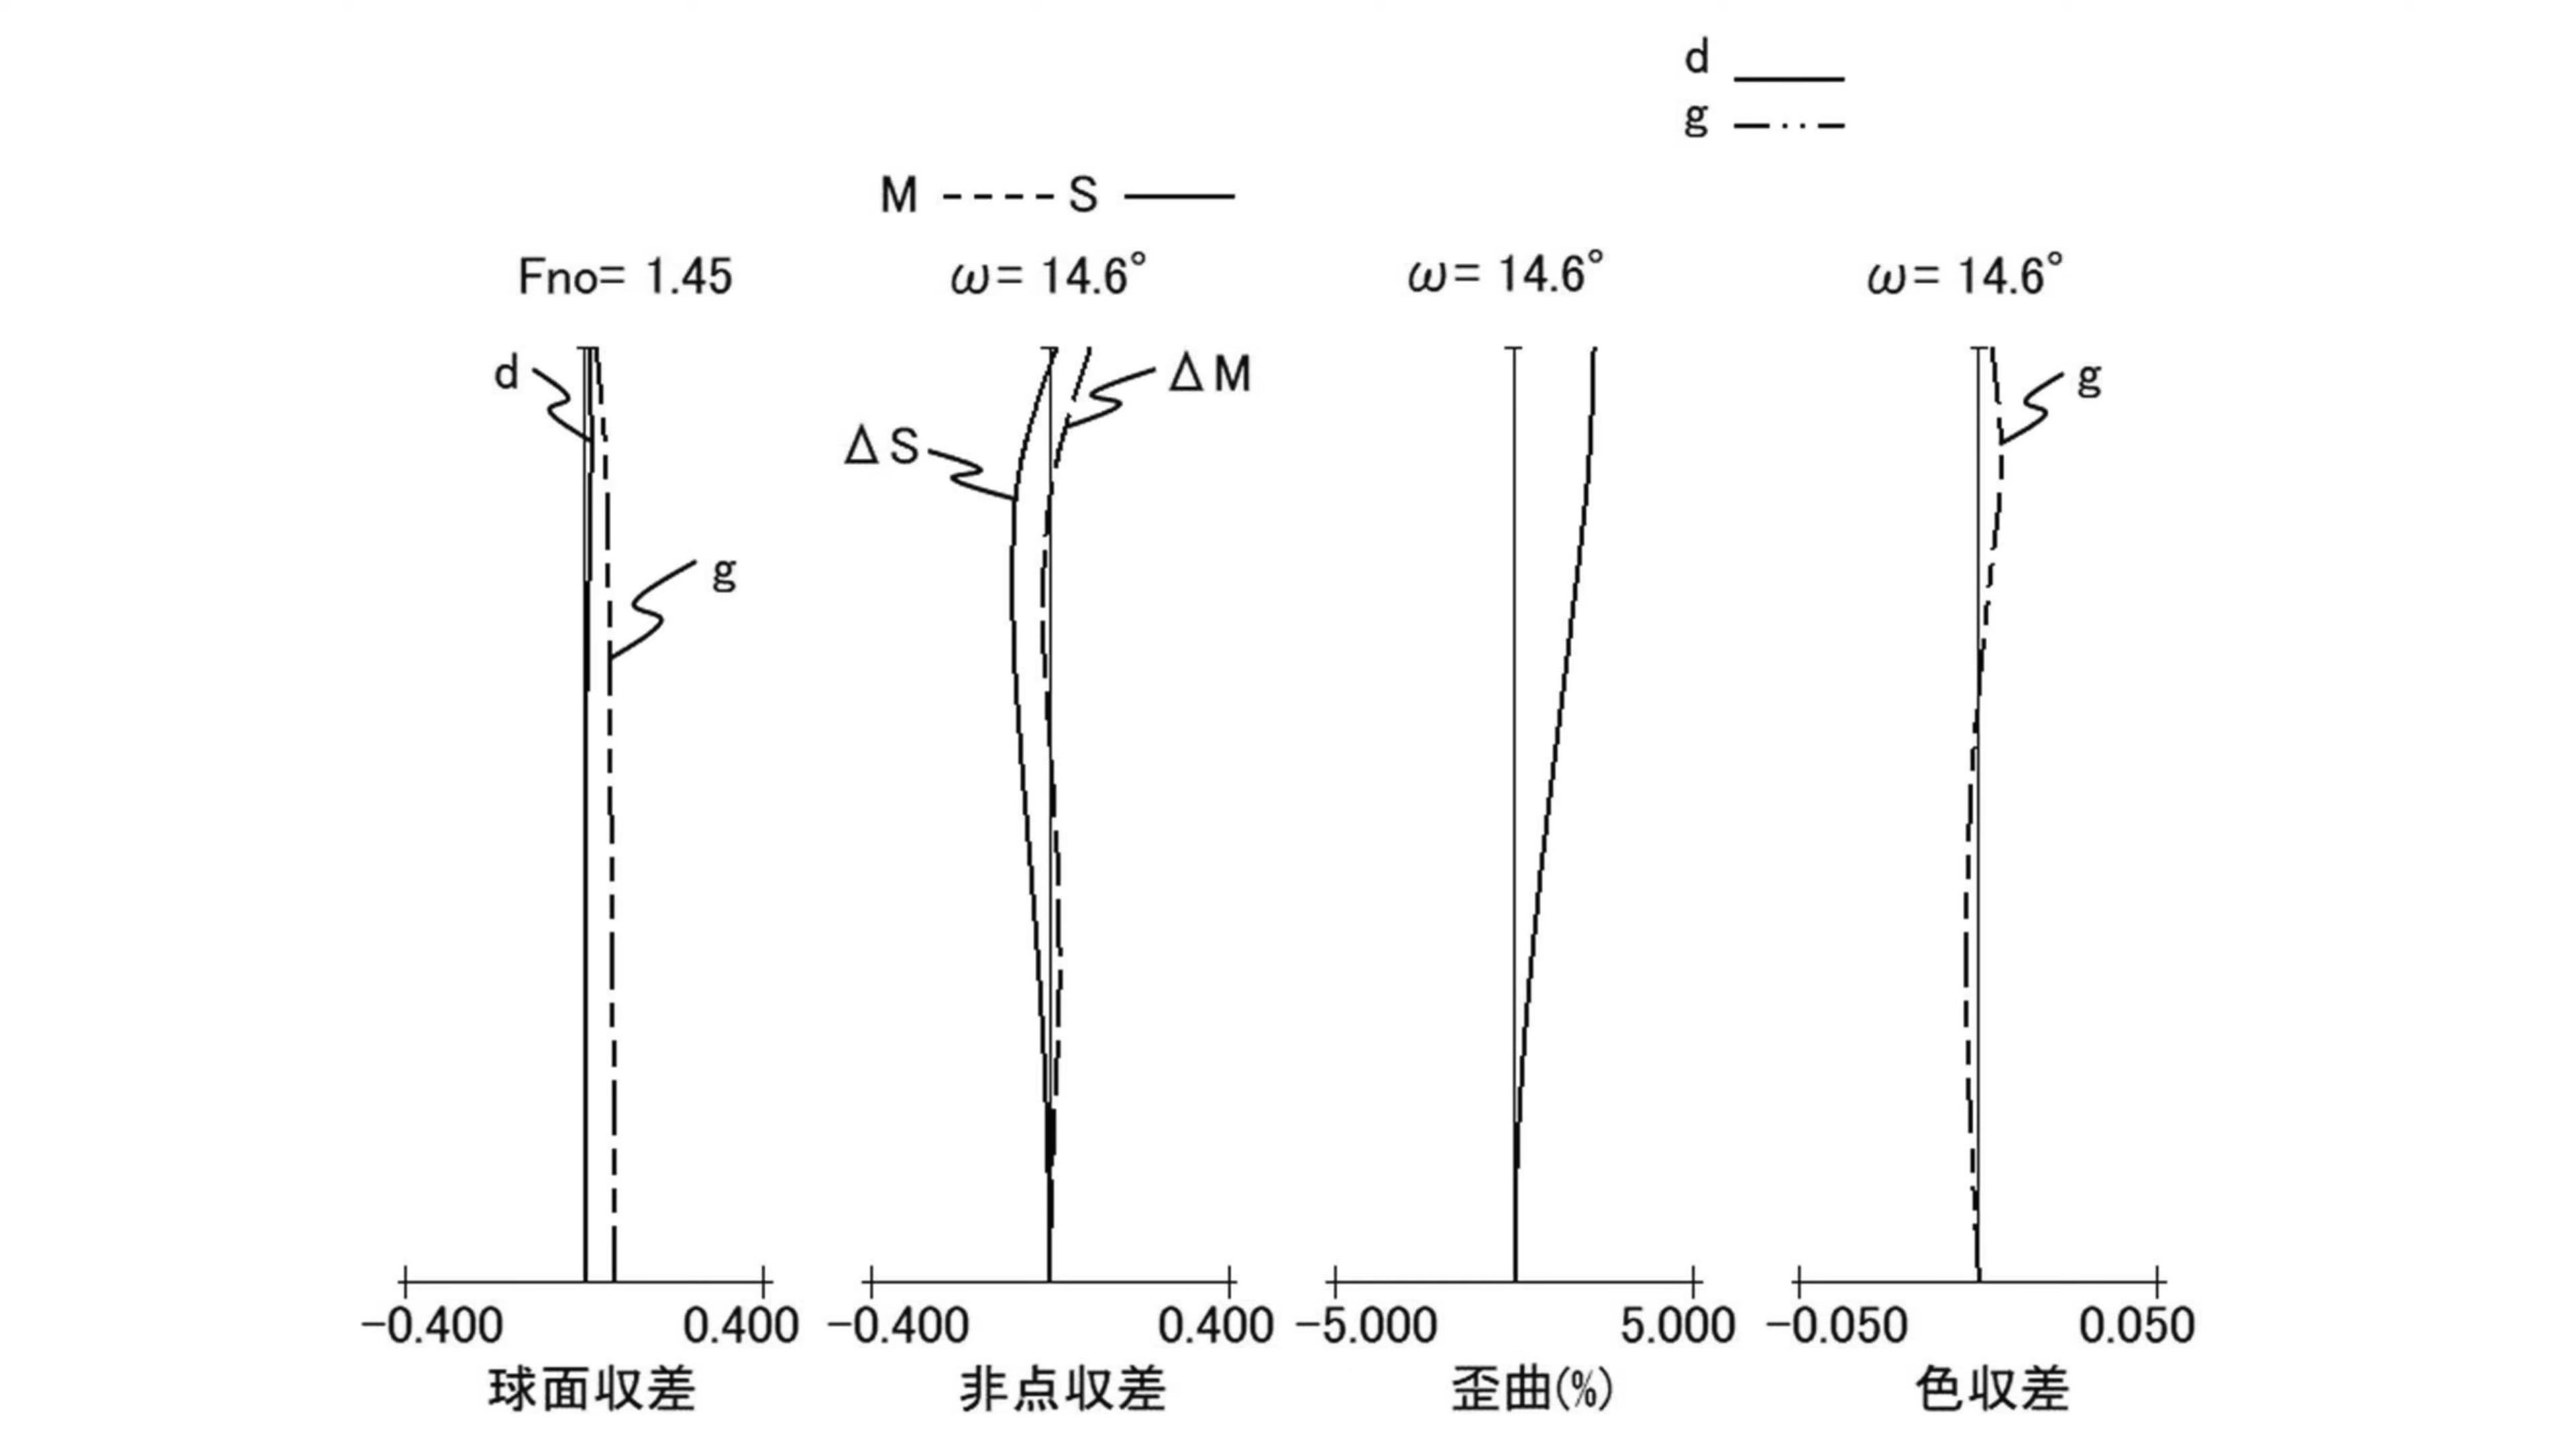 d
g
M S
Fno= 1.45
ω= 14.6°
ω= 14.6°
ω= 14.6°
d
ΔM
g
ΔS
g
-0.400 0.400
-0.400 0.400
-5.000 5.000
-0.050 0.050
球面収差
非点収差
歪曲(%)
色収差